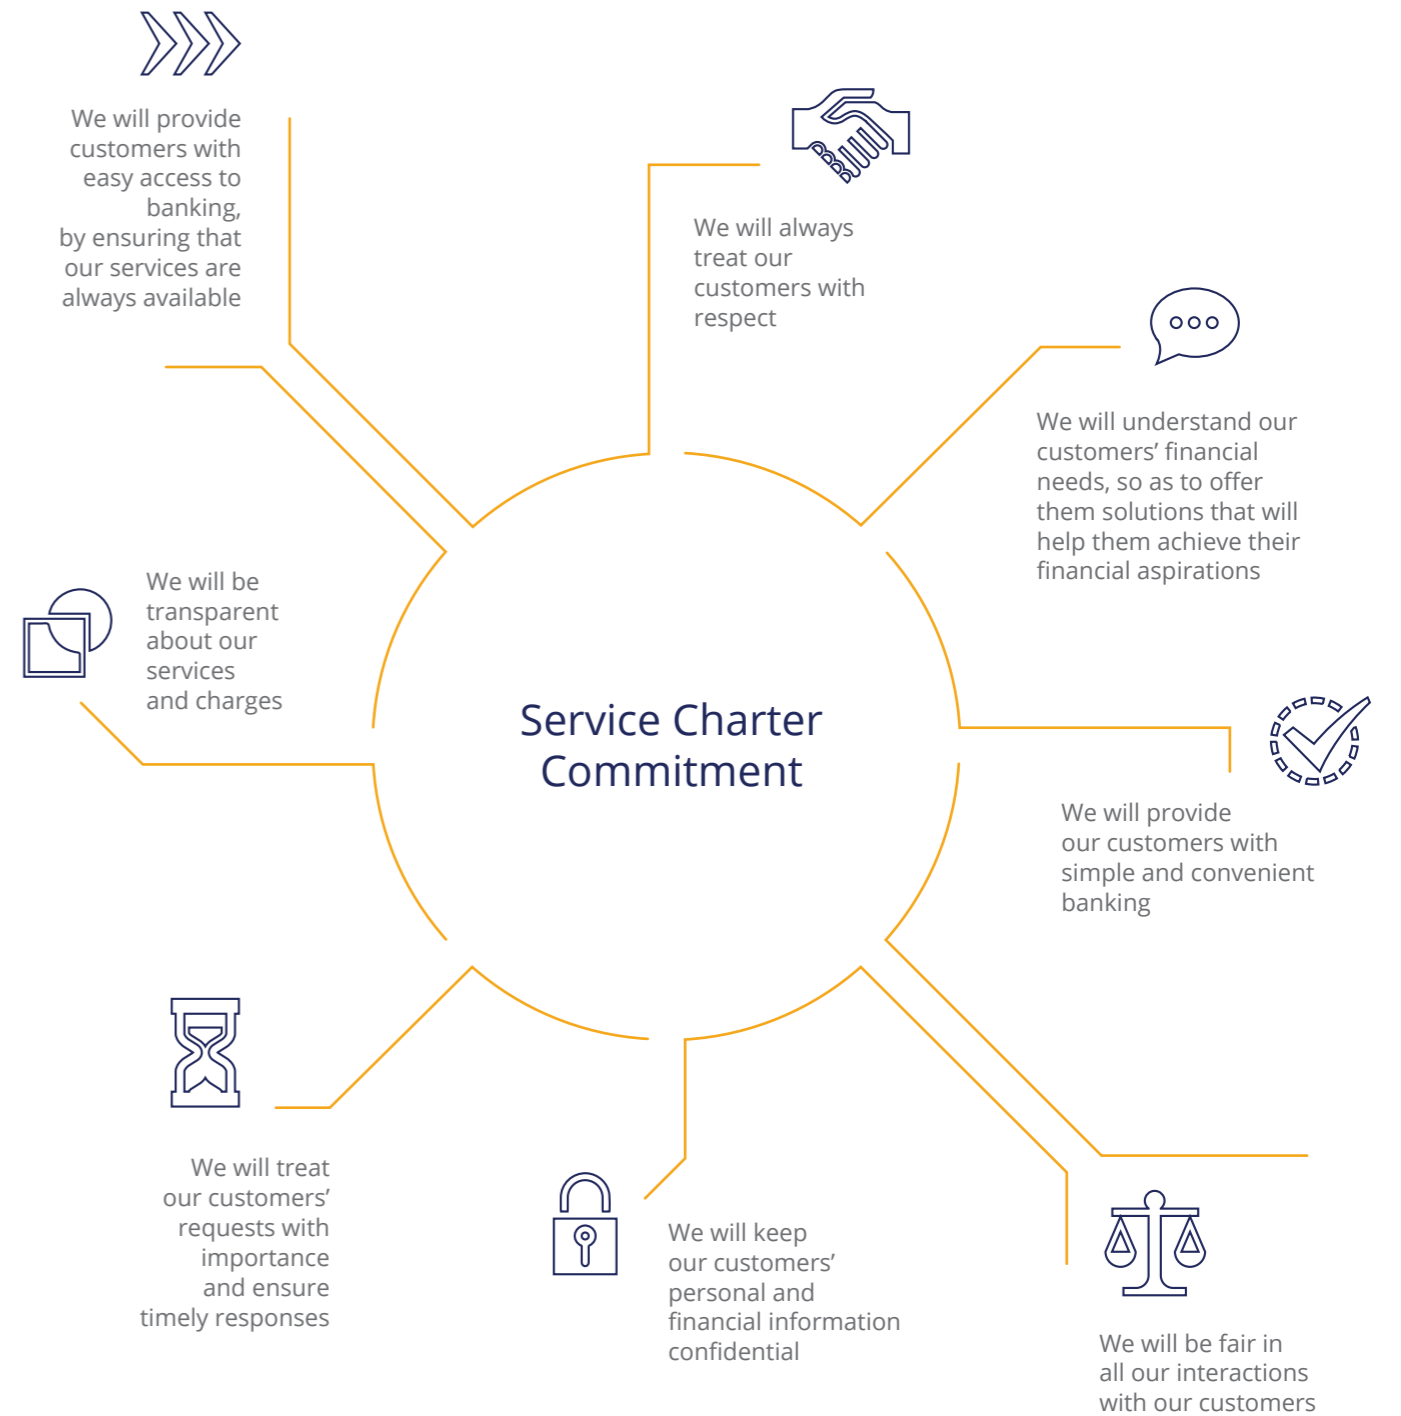 We will provide
customers with
easy access to
banking,
by ensuring that
our services are
always available
We will always
treat our
customers with
respect
We will understand our
customers’ financial
needs, so as to offer
them solutions that will
help them achieve their
financial aspirations
We will be
transparent
about our
services
and charges
Service Charter
Commitment
We will provide
our customers with
simple and convenient
banking
We will treat
our customers’
requests with
importance
and ensure
timely responses
We will keep
our customers’
personal and
financial information
confidential
We will be fair in
all our interactions
with our customers